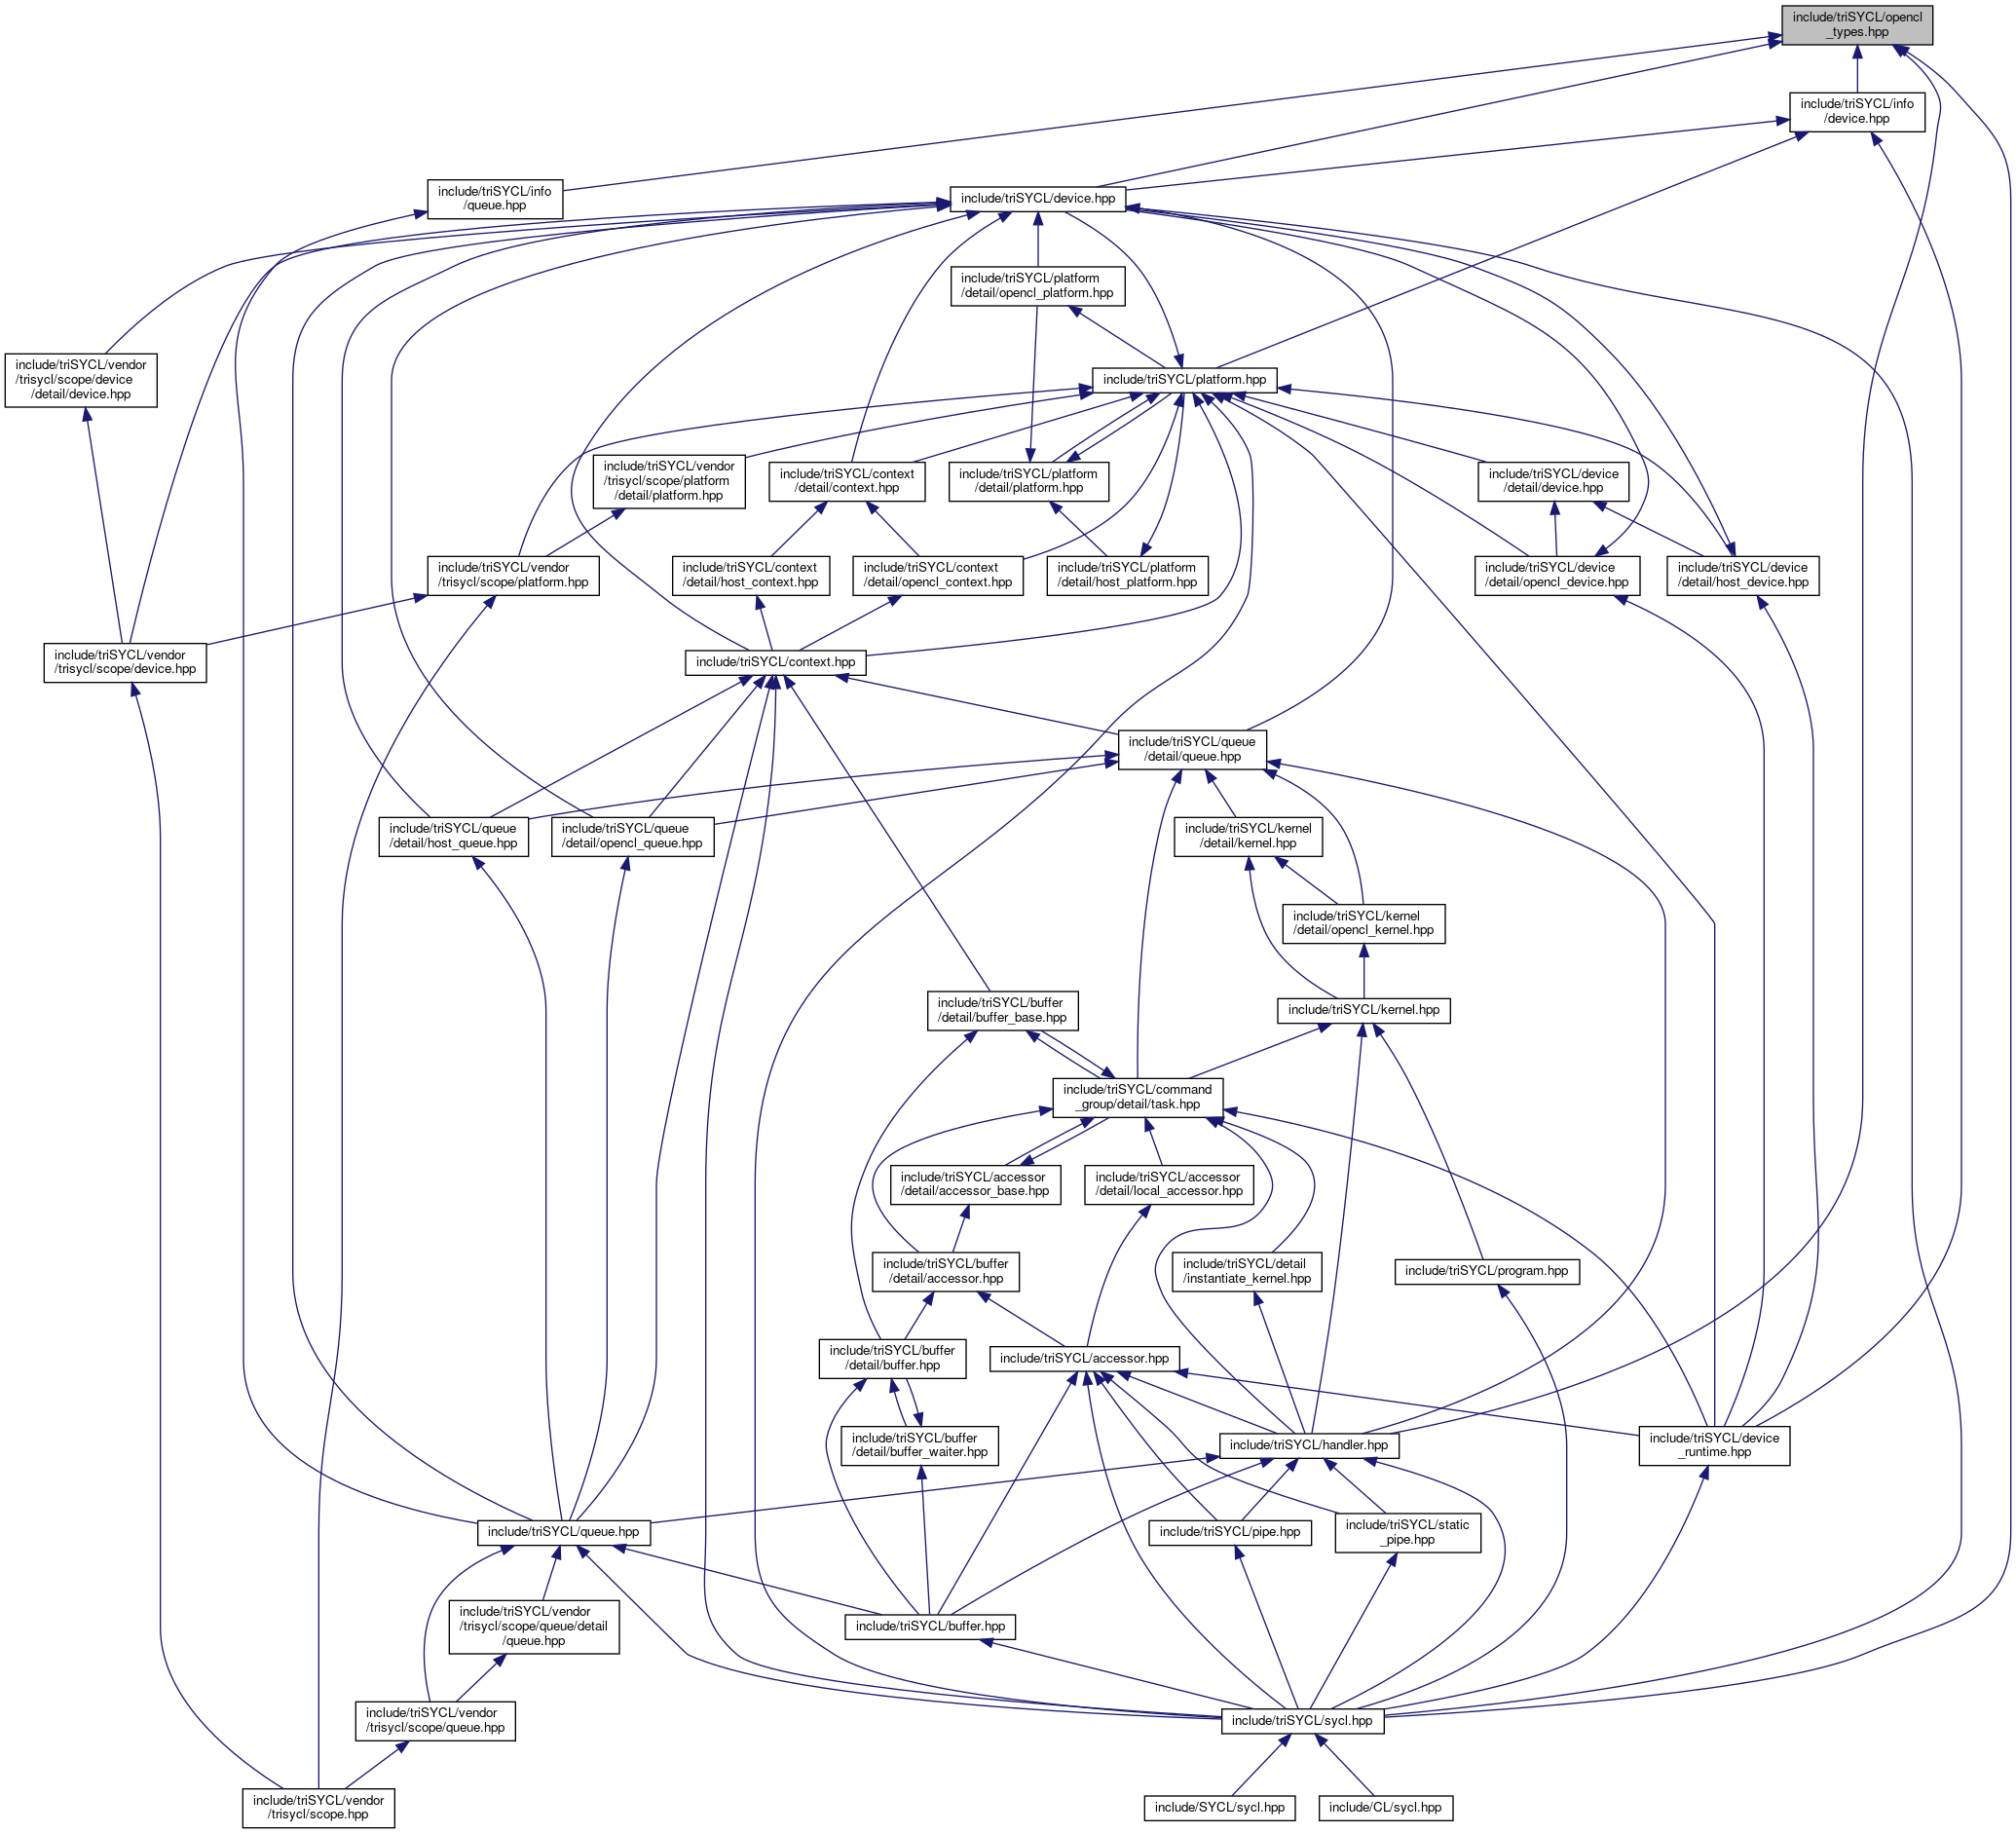 include/triSYCL/opencl
_types.hpp
include/triSYCL/info
/device.hpp
include/triSYCL/info
/queue.hpp
include/triSYCL/device.hpp
include/triSYCL/platform
/detail/opencl_platform.hpp
include/triSYCL/vendor
/trisycl/scope/device
/detail/device.hpp
include/triSYCL/platform.hpp
include/triSYCL/vendor
/trisycl/scope/platform
/detail/platform.hpp
include/triSYCL/context
/detail/context.hpp
include/triSYCL/platform
/detail/platform.hpp
include/triSYCL/device
/detail/device.hpp
include/triSYCL/vendor
/trisycl/scope/platform.hpp
include/triSYCL/context
/detail/host_context.hpp
include/triSYCL/context
/detail/opencl_context.hpp
include/triSYCL/platform
/detail/host_platform.hpp
include/triSYCL/device
/detail/opencl_device.hpp
include/triSYCL/device
/detail/host_device.hpp
include/triSYCL/vendor
/trisycl/scope/device.hpp
include/triSYCL/context.hpp
include/triSYCL/queue
/detail/queue.hpp
include/triSYCL/queue
/detail/host_queue.hpp
include/triSYCL/queue
/detail/opencl_queue.hpp
include/triSYCL/kernel
/detail/kernel.hpp
include/triSYCL/kernel
/detail/opencl_kernel.hpp
include/triSYCL/buffer
/detail/buffer_base.hpp
include/triSYCL/kernel.hpp
include/triSYCL/command
_group/detail/task.hpp
include/triSYCL/accessor
/detail/accessor_base.hpp
include/triSYCL/accessor
/detail/local_accessor.hpp
include/triSYCL/buffer
/detail/accessor.hpp
include/triSYCL/detail
/instantiate_kernel.hpp
include/triSYCL/program.hpp
include/triSYCL/buffer
/detail/buffer.hpp
include/triSYCL/accessor.hpp
include/triSYCL/buffer
/detail/buffer_waiter.hpp
include/triSYCL/handler.hpp
include/triSYCL/device
_runtime.hpp
include/triSYCL/queue.hpp
include/triSYCL/pipe.hpp
include/triSYCL/static
_pipe.hpp
include/triSYCL/vendor
/trisycl/scope/queue/detail
/queue.hpp
include/triSYCL/buffer.hpp
include/triSYCL/vendor
/trisycl/scope/queue.hpp
include/triSYCL/sycl.hpp
include/triSYCL/vendor
/trisycl/scope.hpp
include/SYCL/sycl.hpp
include/CL/sycl.hpp